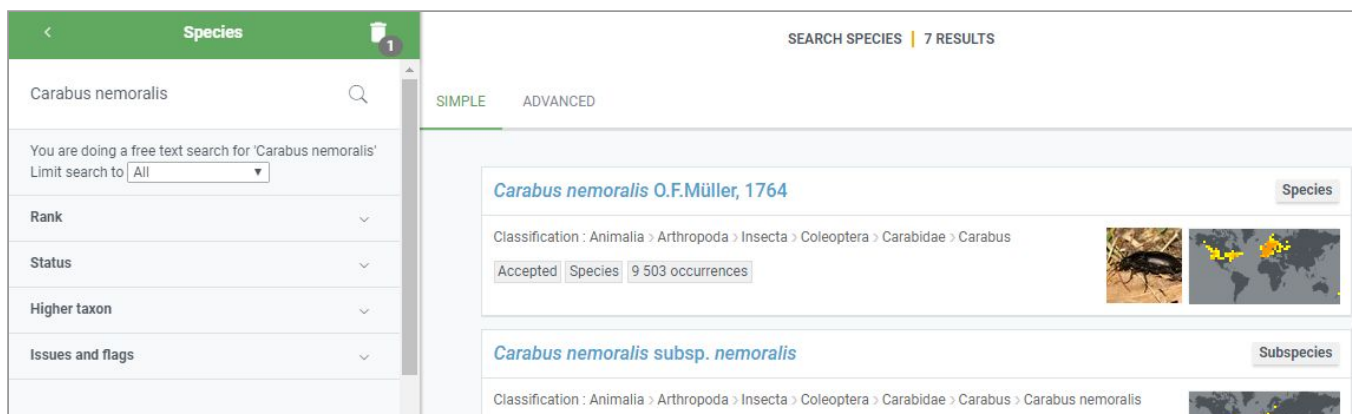 Species
1
Carabus nemoralis
You are doing a free text search for 'Carabus nemoralis'
Limit search to All
Rank
Status
Higher taxon
Issues and flags
SEARCH SPECIES | 7 RESULTS
SIMPLE ADVANCED
Carabus nemoralis O.F.Müller, 1764 Species
Classification : Animalia > Arthropoda > Insecta > Coleoptera > Carabidae > Carabus
Accepted Species 9 503 occurrences
Carabus nemoralis subsp. nemoralis Subspecies
Classification : Animalia > Arthropoda > Insecta > Coleoptera > Carabidae > Carabus > Carabus nemoralis